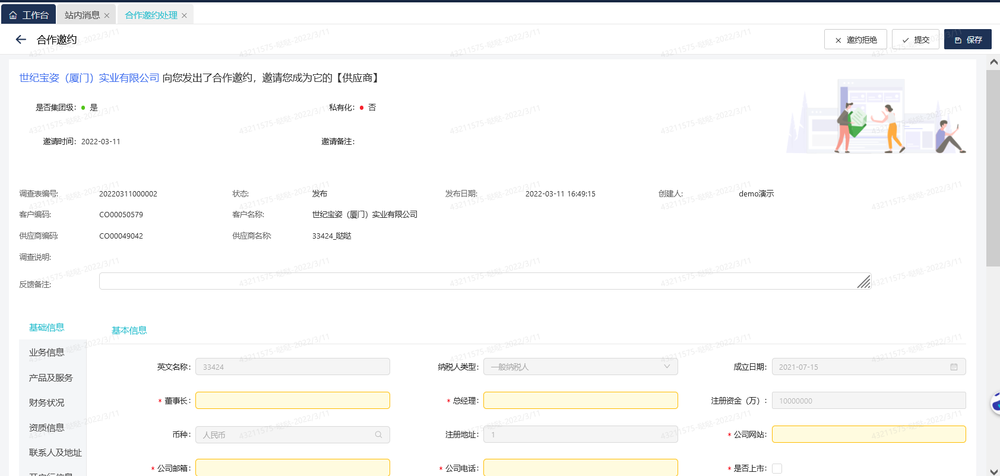 工作台 站内消息 合作邀约处理
合作邀约 邀约拒绝 提交 保存
世纪宝姿（厦门）实业有限公司 向您发出了合作邀约，邀请您成为它的【供应商】
是否集团级: 是 私有化: 否
邀请时间: 2022-03-11 邀请备注:
调查表编号: 20220311000002 状态: 发布 发布日期: 2022-03-11 16:49:15 创建人: demo演示
客户编码: CO00050579 客户名称: 世纪宝姿（厦门）实业有限公司
供应商编码: CO00049042 供应商名称: 33424_哒哒
调查说明:
反馈备注:
基础信息 基本信息
业务信息
产品及服务
财务状况
资质信息
联系人及地址
开户行信息
英文名称: 33424 纳税人类型: 一般纳税人 成立日期: 2021-07-15
* 董事长: * 总经理: 注册资金（万）: 10000000
币种: 人民币 注册地址: 1 * 公司网站:
* 公司邮箱: * 公司电话: * 是否上市:
43211575-哒哒-2022/3/11